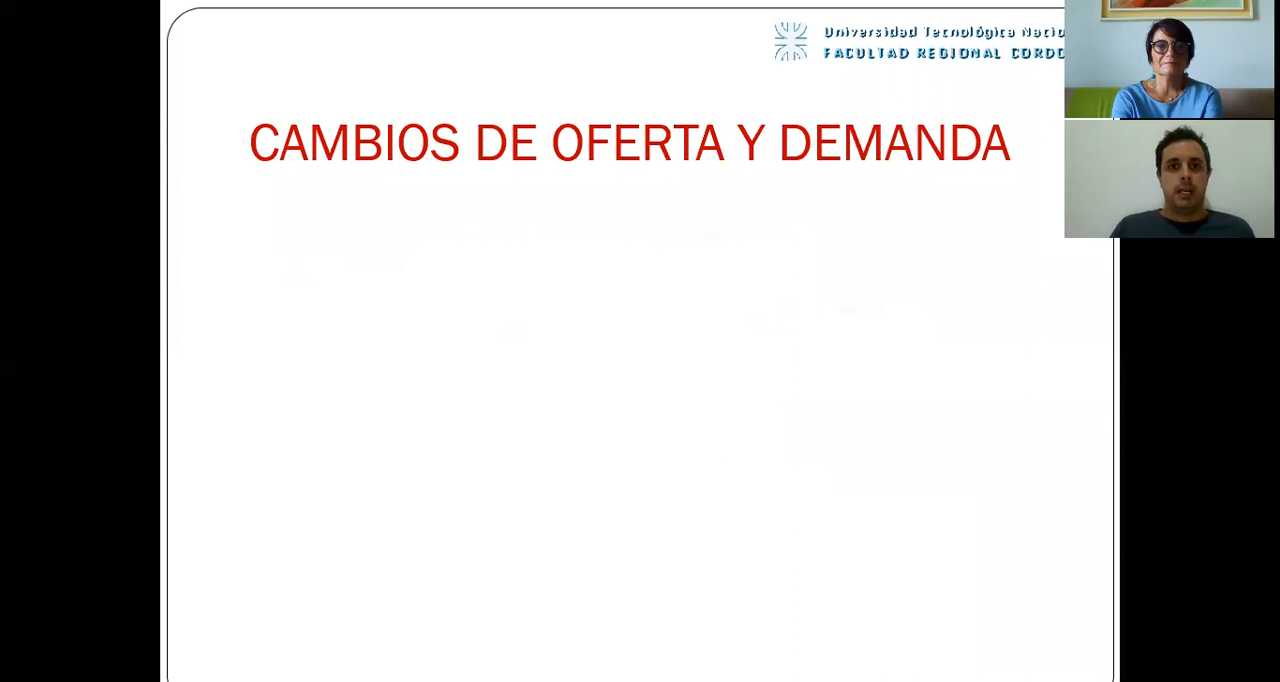 Universidad Tecnológica Nacio
FACULTAD REGIONAL CORDO
CAMBIOS DE OFERTA Y DEMANDA